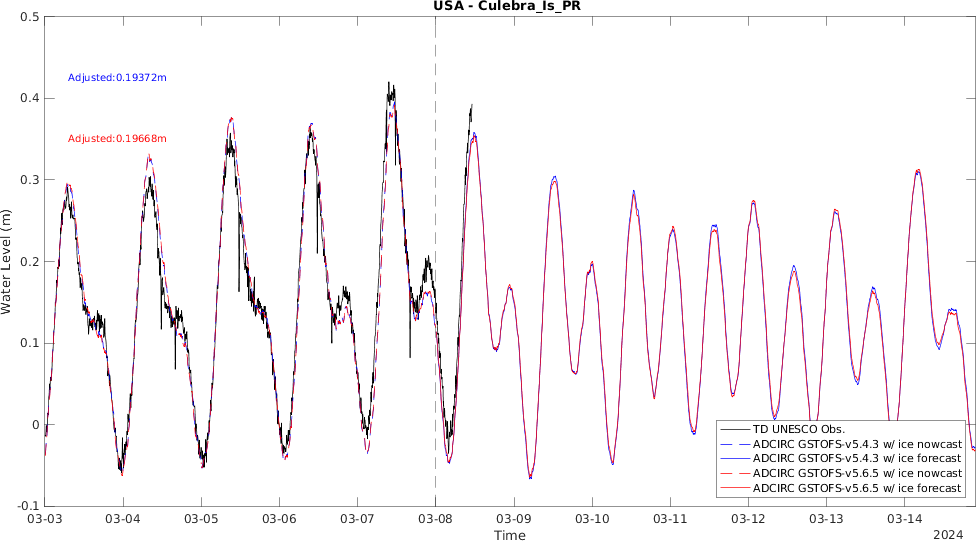 USA - Culebra_Is_PR
0.5
Adjusted:0.19372m
0.4
Adjusted:0.19668m
0.3
Water Level (m)
0.2
0.1
0
TD UNESCO Obs.
ADCIRC GSTOFS-v5.4.3 w/ ice nowcast
ADCIRC GSTOFS-v5.4.3 w/ ice forecast
ADCIRC GSTOFS-v5.6.5 w/ ice nowcast
ADCIRC GSTOFS-v5.6.5 w/ ice forecast
-0.1
03-03 03-04 03-05 03-06 03-07 03-08 03-09 03-10 03-11 03-12 03-13 03-14
Time
2024